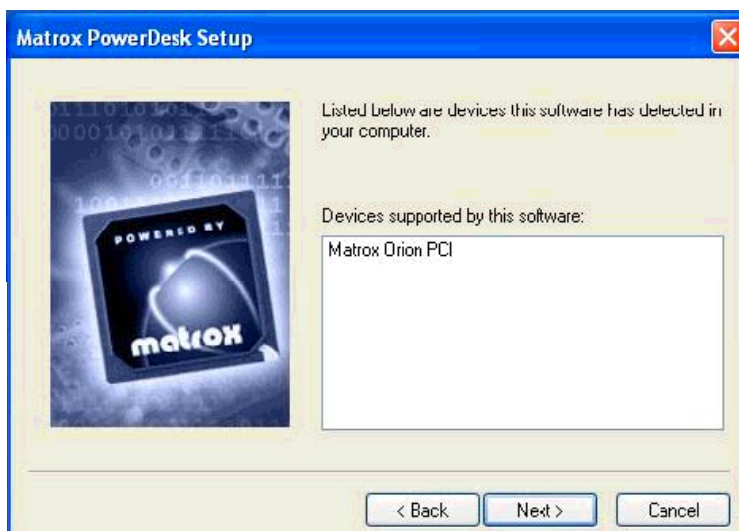 Matrox PowerDesk Setup
Listed below are devices this software has detected in
your computer.
POWERED BY
matrox
Devices supported by this software:
Matrox Orion PCI
< Back
Next >
Cancel